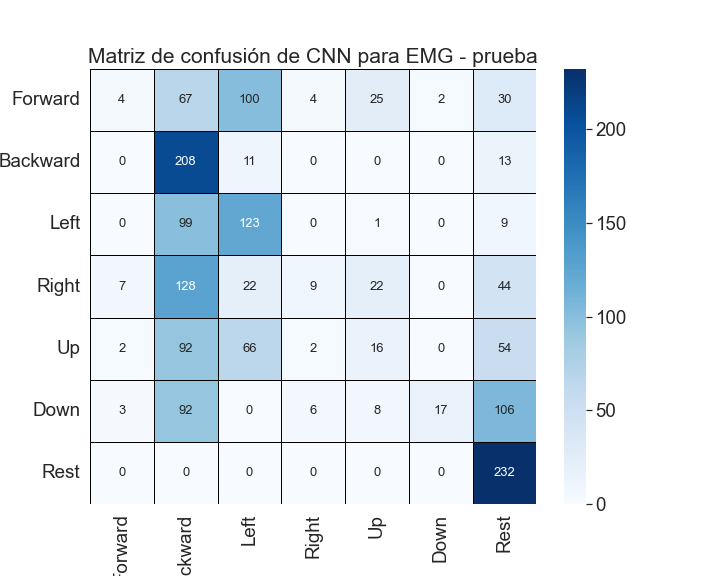 Matriz de confusión de CNN para EMG - prueba
Forward 4 67 100 4 25 2 30
Backward 0 208 11 0 0 0 13
Left 0 99 123 0 1 0 9
Right 7 128 22 9 22 0 44
Up 2 92 66 2 16 0 54
Down 3 92 0 6 8 17 106
Rest 0 0 0 0 0 0 232
Forward ckward Left Right Up Down Rest
200
150
100
50
0